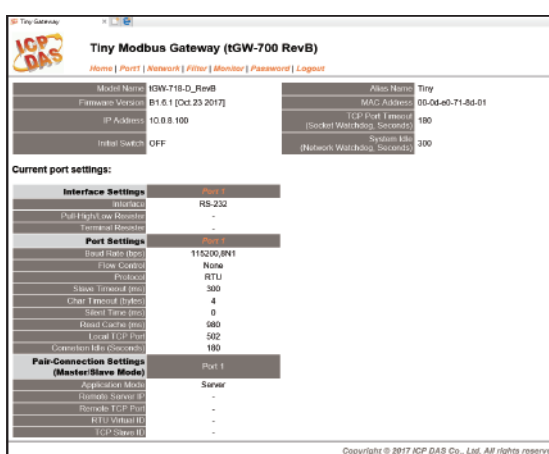 Tiny Gateway
ICP DAS
Tiny Modbus Gateway (tGW-700 RevB)
Home | Port1 | Network | Filter | Monitor | Password | Logout
Model Name tGW-718-D_RevB Alias Name Tiny
Firmware Version B1.6.1 [Oct.23 2017] MAC Address 00-0d-e0-71-8d-01
IP Address 10.0.8.100 TCP Port Timeout (Socket Watchdog, Seconds) 180
Initial Switch OFF System Idle (Network Watchdog, Seconds) 300
Current port settings:
Interface Settings Port 1
Interface RS-232
Pull-High/Low Resister -
Terminal Resister -
Port Settings Port 1
Baud Rate (bps) 115200,8N1
Flow Control None
Protocol RTU
Slave Timeout (ms) 300
Char Timeout (bytes) 4
Silent Time (ms) 0
Read Cache (ms) 980
Local TCP Port 502
Connection Idle (Seconds) 180
Pair-Connection Settings (Master/Slave Mode) Port 1
Application Mode Server
Remote Server IP -
Remote TCP Port -
RTU Virtual ID -
TCP Slave ID -
Copyright © 2017 ICP DAS Co., Ltd. All rights reserve